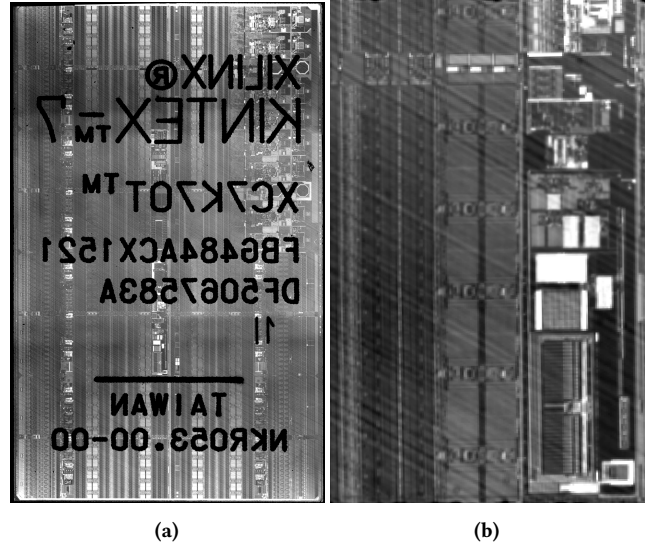 XILINX®
KINTEX™-7
XC7K70T™
FBG484ACX1521
DF5067583A
1I
TAIWAN
NKR053.00-00
(a)
(b)